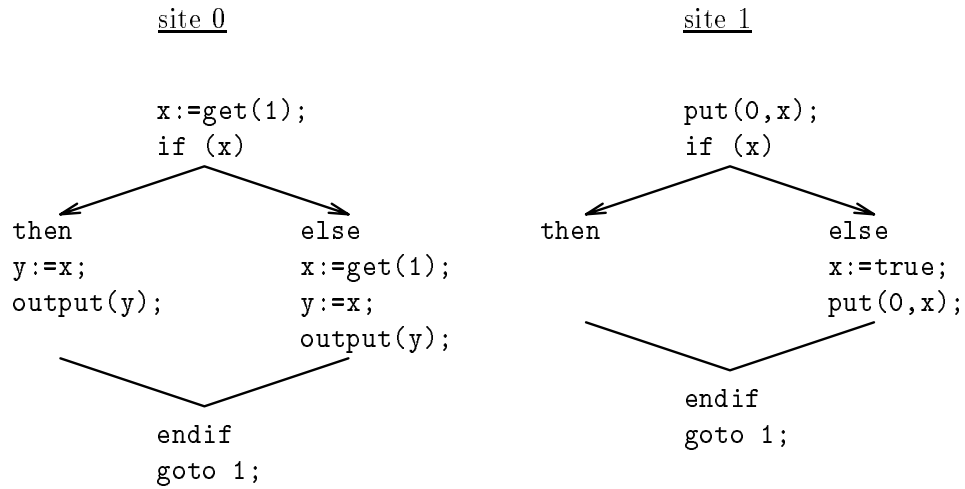 site 0
x:=get(1);
if (x)
then
y:=x;
output(y);
else
x:=get(1);
y:=x;
output(y);
endif
goto 1;
site 1
put(0,x);
if (x)
then
else
x:=true;
put(0,x);
endif
goto 1;